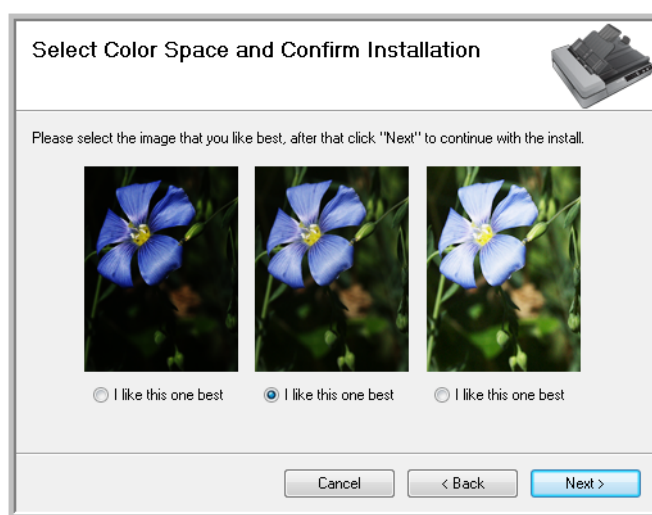 Select Color Space and Confirm Installation
Please select the image that you like best, after that click "Next" to continue with the install.
I like this one best I like this one best I like this one best
Cancel < Back Next >